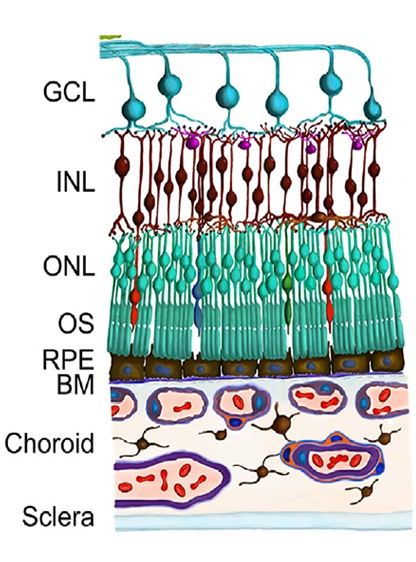 GCL
INL
ONL
OS
RPE
BM
Choroid
Sclera